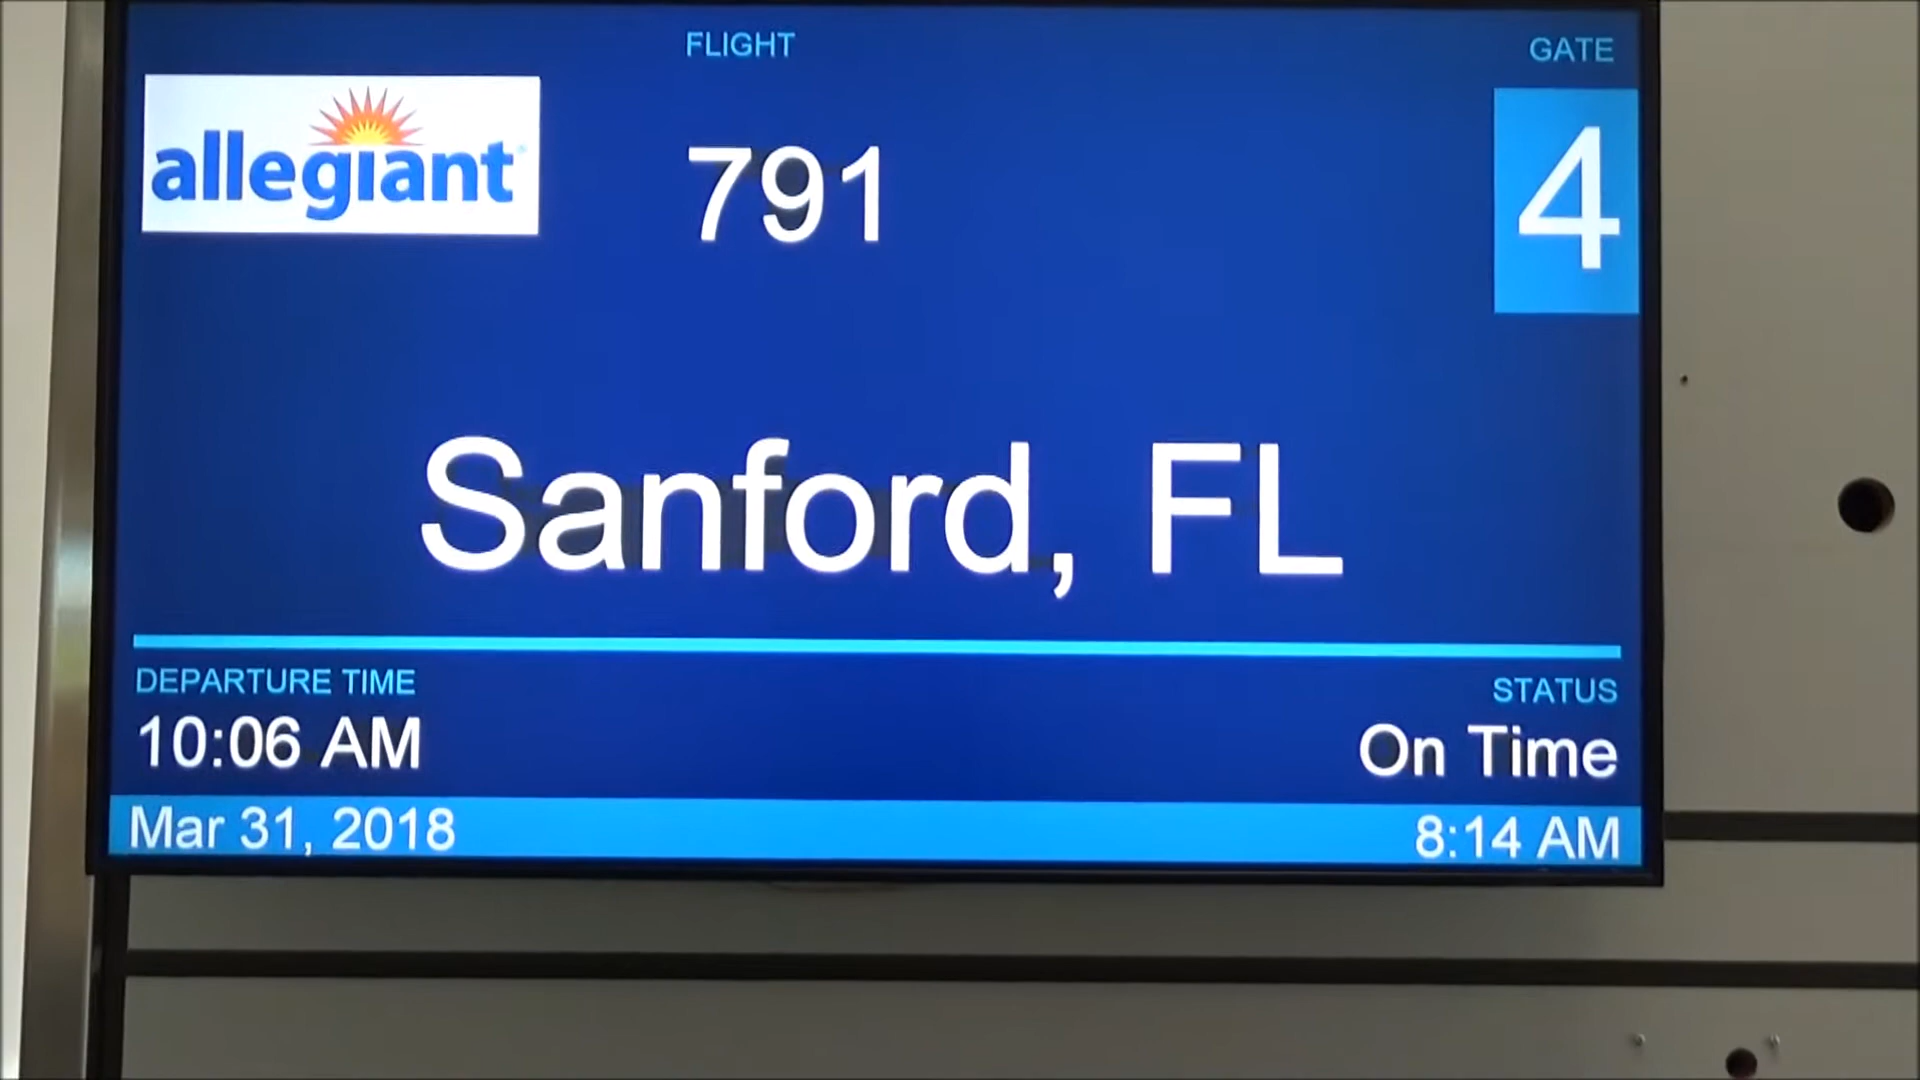 FLIGHT
GATE
allegiant
791
4
Sanford, FL
DEPARTURE TIME
STATUS
10:06 AM
On Time
Mar 31, 2018
8:14 AM